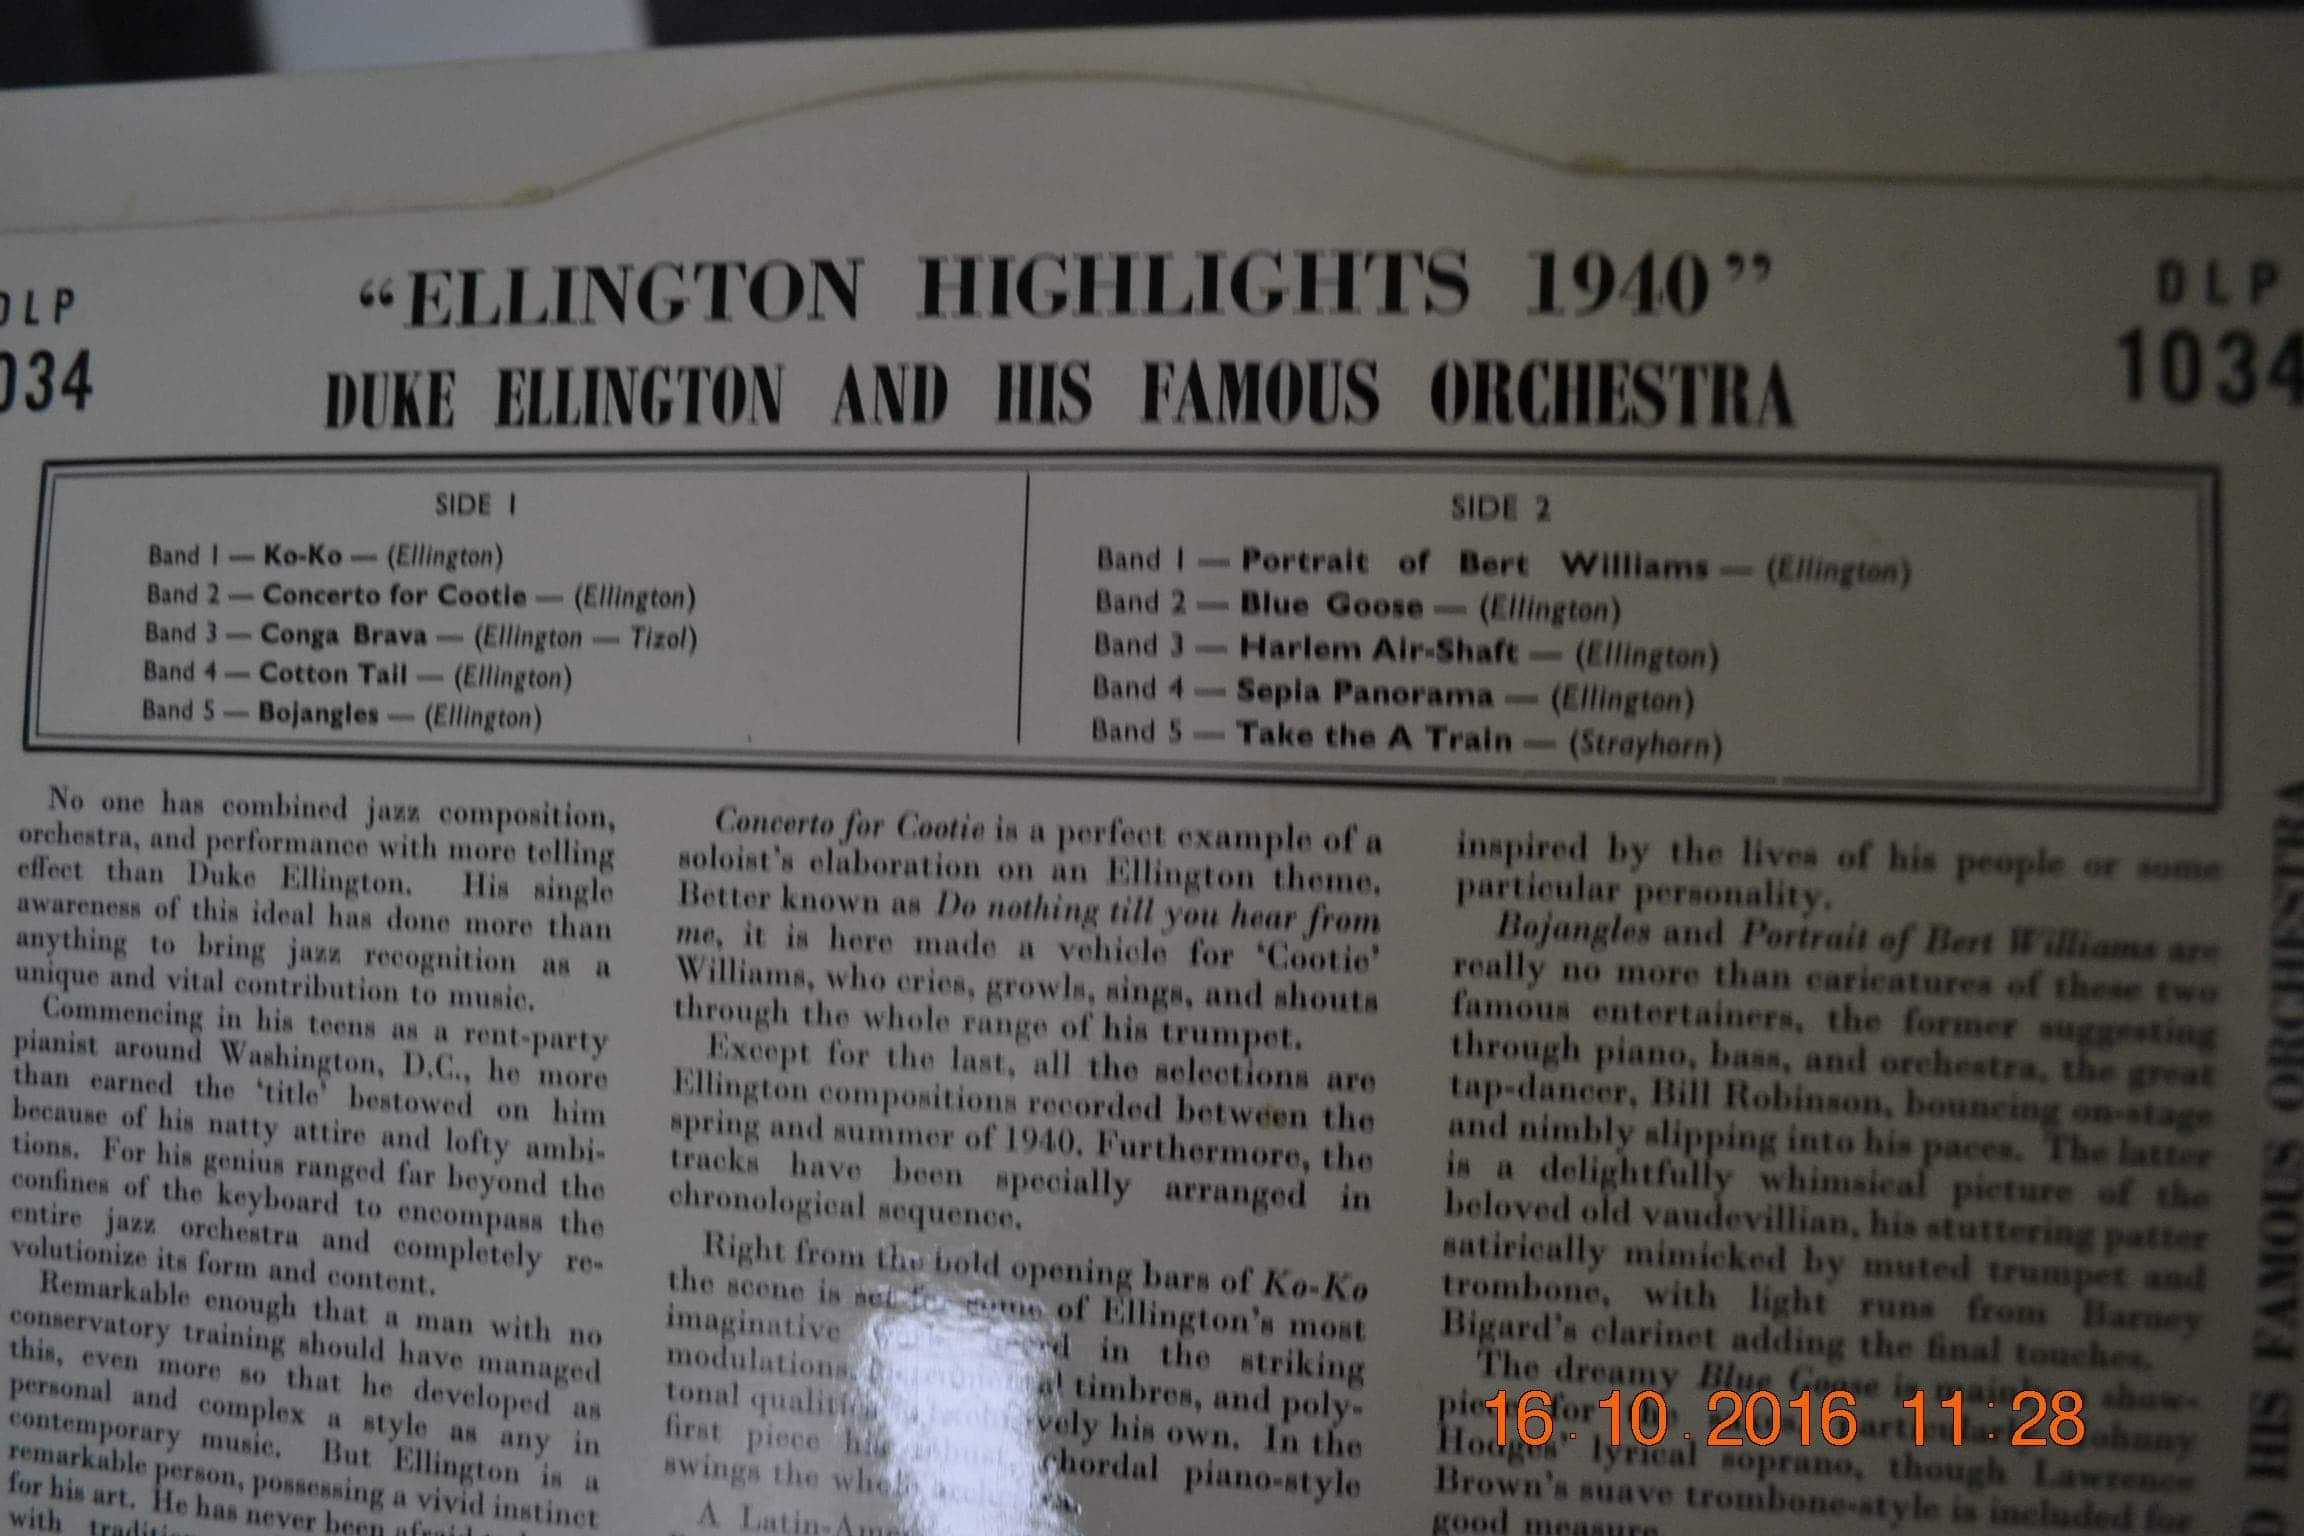 "ELLINGTON HIGHLIGHTS 1940"
DUKE ELLINGTON AND HIS FAMOUS ORCHESTRA
DLP
034
DLP
1034
SIDE 1
Band 1 — Ko-Ko — (Ellington)
Band 2 — Concerto for Cootie — (Ellington)
Band 3 — Conga Brava — (Ellington — Tizol)
Band 4 — Cotton Tail — (Ellington)
Band 5 — Bojangles — (Ellington)
SIDE 2
Band 1 — Portrait of Bert Williams — (Ellington)
Band 2 — Blue Goose — (Ellington)
Band 3 — Harlem Air-Shaft — (Ellington)
Band 4 — Sepia Panorama — (Ellington)
Band 5 — Take the A Train — (Strayhorn)
No one has combined jazz composition,
orchestra, and performance with more telling
effect than Duke Ellington. His single
awareness of this ideal has done more than
anything to bring jazz recognition as a
unique and vital contribution to music.
Commencing in his teens as a rent-party
pianist around Washington, D.C., he more
than earned the 'title' bestowed on him
because of his natty attire and lofty ambi-
tions. For his genius ranged far beyond the
confines of the keyboard to encompass the
entire jazz orchestra and completely re-
volutionize its form and content.
Remarkable enough that a man with no
conservatory training should have managed
this, even more so that he developed as
personal and complex a style as any in
contemporary music. But Ellington is a
remarkable person, possessing a vivid instinct
for his art. He has never been
with
Concerto for Cootie is a perfect example of a
soloist's elaboration on an Ellington theme.
Better known as Do nothing till you hear from
me, it is here made a vehicle for 'Cootie'
Williams, who cries, growls, sings, and shouts
through the whole range of his trumpet.
Except for the last, all the selections are
Ellington compositions recorded between the
spring and summer of 1940. Furthermore, the
tracks have been specially arranged in
chronological sequence.
Right from the bold opening bars of Ko-Ko
the scene is set for some of Ellington's most
imaginative in the striking
modulations, timbres, and poly-
tonal his own. In the
first piece his chordal piano-style
swings the
A
inspired by the lives of his people or some
particular personality.
Bojangles and Portrait of Bert Williams are
really no more than caricatures of these two
famous entertainers, the former suggesting
through piano, bass, and orchestra, the great
tap-dancer, Bill Robinson, bouncing on-stage
and nimbly slipping into his paces. The latter
is a delightfully whimsical picture of the
beloved old vaudevillian, his stuttering patter
satirically mimicked by muted trumpet and
trombone, with light runs from Barney
Bigard's clarinet adding the final touches.
The dreamy Blue Goose is show-
for
Hodges' lyrical soprano, though Lawrence
Brown's suave trombone-style is included for
good measure.
HIS FAMOUS ORCHESTRA
16.10.2016 11:28